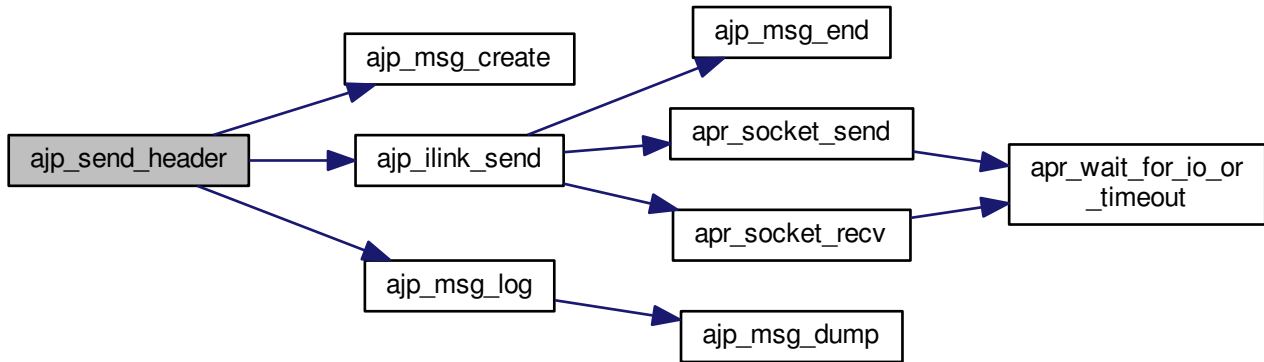 ajp_send_header
ajp_msg_create
ajp_ilink_send
ajp_msg_log
ajp_msg_end
apr_socket_send
apr_socket_recv
ajp_msg_dump
apr_wait_for_io_or
_timeout